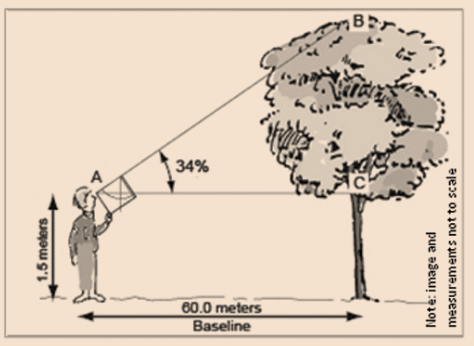 B
A
34%
C
1.5 meters
60.0 meters
Baseline
Note: image and
measurements not to scale